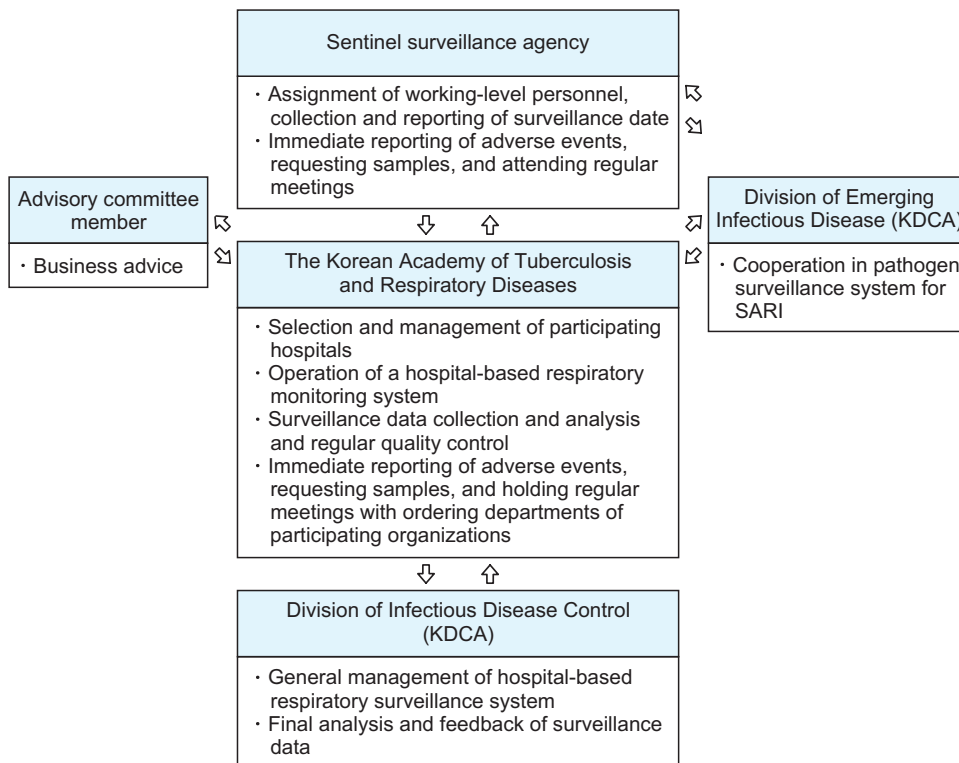 Sentinel surveillance agency
· Assignment of working-level personnel,
collection and reporting of surveillance date
· Immediate reporting of adverse events,
requesting samples, and attending regular
meetings
Advisory committee
member
· Business advice
Division of Emerging
Infectious Disease (KDCA)
· Cooperation in pathogen
surveillance system for
SARI
The Korean Academy of Tuberculosis
and Respiratory Diseases
· Selection and management of participating
hospitals
· Operation of a hospital-based respiratory
monitoring system
· Surveillance data collection and analysis
and regular quality control
· Immediate reporting of adverse events,
requesting samples, and holding regular
meetings with ordering departments of
participating organizations
Division of Infectious Disease Control
(KDCA)
· General management of hospital-based
respiratory surveillance system
· Final analysis and feedback of surveillance
data